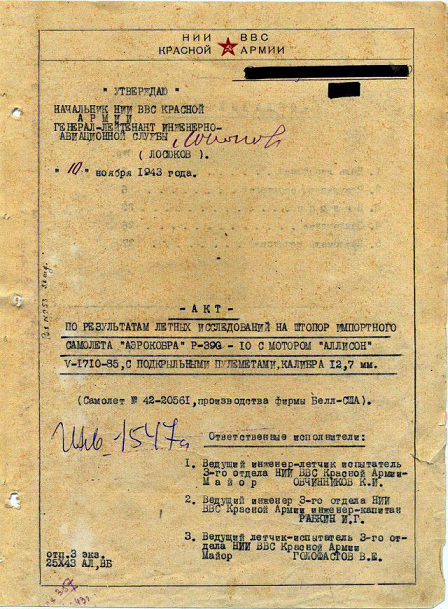 НИИ ВВС
КРАСНОЙ АРМИИ
" УТВЕРЖДАЮ "
НАЧАЛЬНИК НИИ ВВС КРАСНОЙ
АРМИИ
ГЕНЕРАЛ-ЛЕЙТЕНАНТ ИНЖЕНЕРНО-
АВИАЦИОННОЙ СЛУЖБЫ
( ЛОСЮКОВ ).
" 10 " ноября 1943 года.
- АКТ -
ПО РЕЗУЛЬТАТАМ ЛЕТНЫХ ИССЛЕДОВАНИЙ НА ШТОПОР ИМПОРТНОГО
САМОЛЕТА "АЭРОКОБРА" Р-39G - 10 С МОТОРОМ "АЛЛИСОН"
V-1710-85, С ПОДКРЫЛЬНЫМИ ПУЛЕМЕТАМИ, КАЛИБРА 12,7 мм.
(Самолет № 42-20561, производства фирмы Белл-США).
Инв 1547а
Ответственные исполнители:
1. Ведущий инженер-летчик испытатель
3-го отдела НИИ ВВС Красной Армии-
Майор ОВЧИННИКОВ К.И.
2. Ведущий инженер 3-го отдела НИИ
ВВС Красной Армии инженер-капитан
РАБКИН И.Г.
3. Ведущий летчик-испытатель 3-го от-
дела НИИ ВВС Красной Армии
Майор ГОЛОФАСТОВ В.Е.
отп. 3 экз.
25X43 АЛ, ВБ